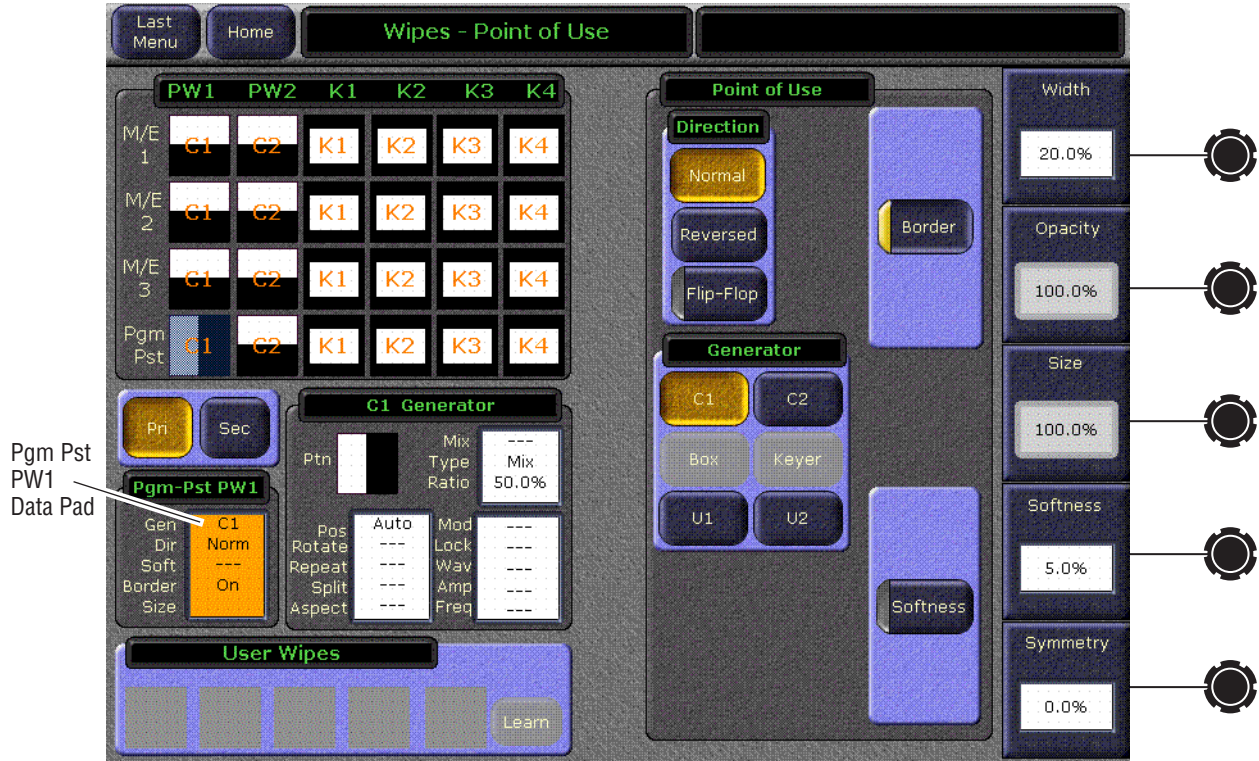 Last
Menu
Home
Wipes - Point of Use
PW1 PW2 K1 K2 K3 K4
M/E
1
C1 C2 K1 K2 K3 K4
M/E
2
C1 C2 K1 K2 K3 K4
M/E
3
C1 C2 K1 K2 K3 K4
Pgm
Pst
C1 C2 K1 K2 K3 K4
Pri
Sec
Pgm Pst
PW1
Data Pad
Pgm-Pst PW1
Gen C1
Dir Norm
Soft ---
Border On
Size
C1 Generator
Ptn
Mix ---
Type Mix
Ratio 50.0%
Pos Auto
Rotate ---
Repeat ---
Split ---
Aspect ---
Mod ---
Lock ---
Wav ---
Amp ---
Freq ---
User Wipes
Learn
Point of Use
Direction
Normal
Reversed
Flip-Flop
Generator
C1 C2
Box Keyer
U1 U2
Border
Softness
Width
20.0%
Opacity
100.0%
Size
100.0%
Softness
5.0%
Symmetry
0.0%